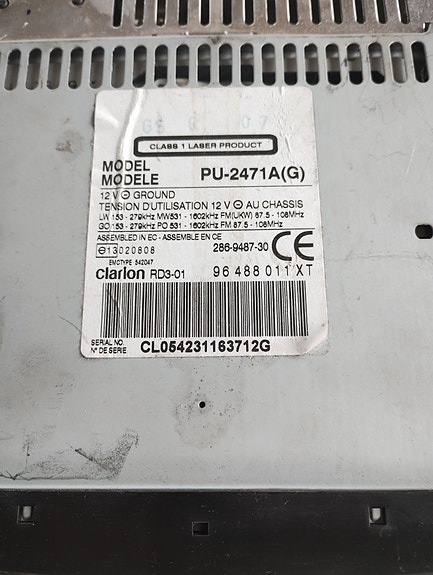 CLASS 1 LASER PRODUCT
MODEL
MODELE PU-2471A(G)
12 V ⊖ GROUND
TENSION D'UTILISATION 12 V ⊖ AU CHASSIS
LW 153 - 279kHz MW531 - 1602kHz FM(UKW) 87.5 - 108MHz
GO 153 - 279kHz PO 531 - 1602kHz FM 87.5 - 108MHz
ASSEMBLED IN EC - ASSEMBLE EN CE
286-9487-30 CE
e13020808
EMCTYPE 542047
Clarion RD3-01 96 488 011 XT
SERIAL NO.
N° DE SERIE CL054231163712G